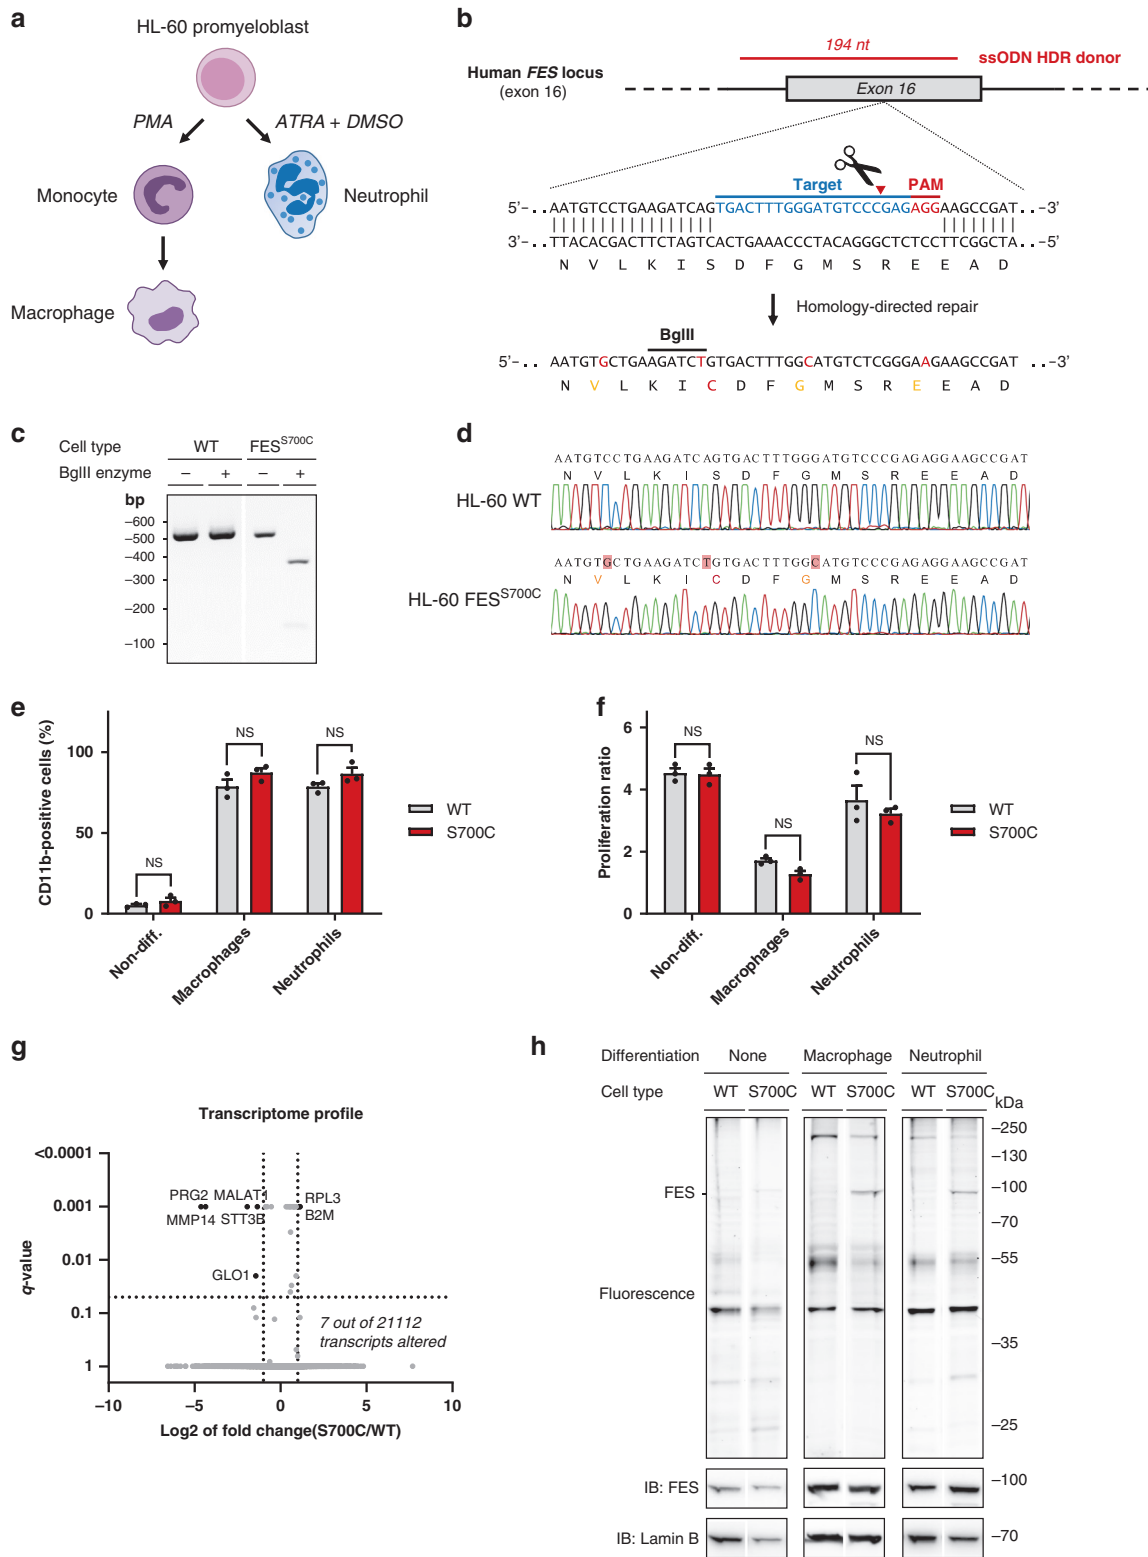 a
HL-60 promyeloblast
PMA
ATRA + DMSO
Monocyte
Neutrophil
Macrophage
b
194 nt
ssODN HDR donor
Human FES locus
(exon 16)
Exon 16
Target
PAM
5'- . . AATGTCCTGAAGATCAGTGACTTTGGGATGTCCCGAGAGGAAGCCGAT . . -3'
3'- . . TTACACGACTTCTAGTCACTGAAACCCTACAGGGCTCTCCTTCGGCTA . . -5'
N V L K I S D F G M S R E E A D
Homology-directed repair
BglII
5'- . . AATGTGCTGAAGATCTGTGACTTTGGCATGTCTCGGGAAGAAGCCGAT . . -3'
N V L K I C D F G M S R E E A D
c
Cell type WT FES^S700C
BglII enzyme – + – +
bp
–600
–500
–400
–300
–200
–100
d
AATGTCCTGAAGATCAGTGACTTTGGGATGTCCCGAGAGGAAGCCGAT
N V L K I S D F G M S R E E A D
HL-60 WT
AATGTGCTGAAGATCTGTGACTTTGGCATGTCCCGAGAGGAAGCCGAT
N V L K I C D F G M S R E E A D
HL-60 FES^S700C
e
CD11b-positive cells (%)
100
50
0
NS
NS
NS
Non-diff.
Macrophages
Neutrophils
WT
S700C
f
Proliferation ratio
6
4
2
0
NS
NS
NS
Non-diff.
Macrophages
Neutrophils
WT
S700C
g
Transcriptome profile
q-value
<0.0001
0.001
0.01
0.1
1
PRG2 MALAT1 RPL3
MMP14 STT3B B2M
GLO1
7 out of 21112
transcripts altered
–10 –5 0 5 10
Log2 of fold change(S700C/WT)
h
Differentiation None Macrophage Neutrophil
Cell type WT S700C WT S700C WT S700C
kDa
–250
–130
FES –100
–70
–55
Fluorescence
–35
–25
IB: FES –100
IB: Lamin B –70